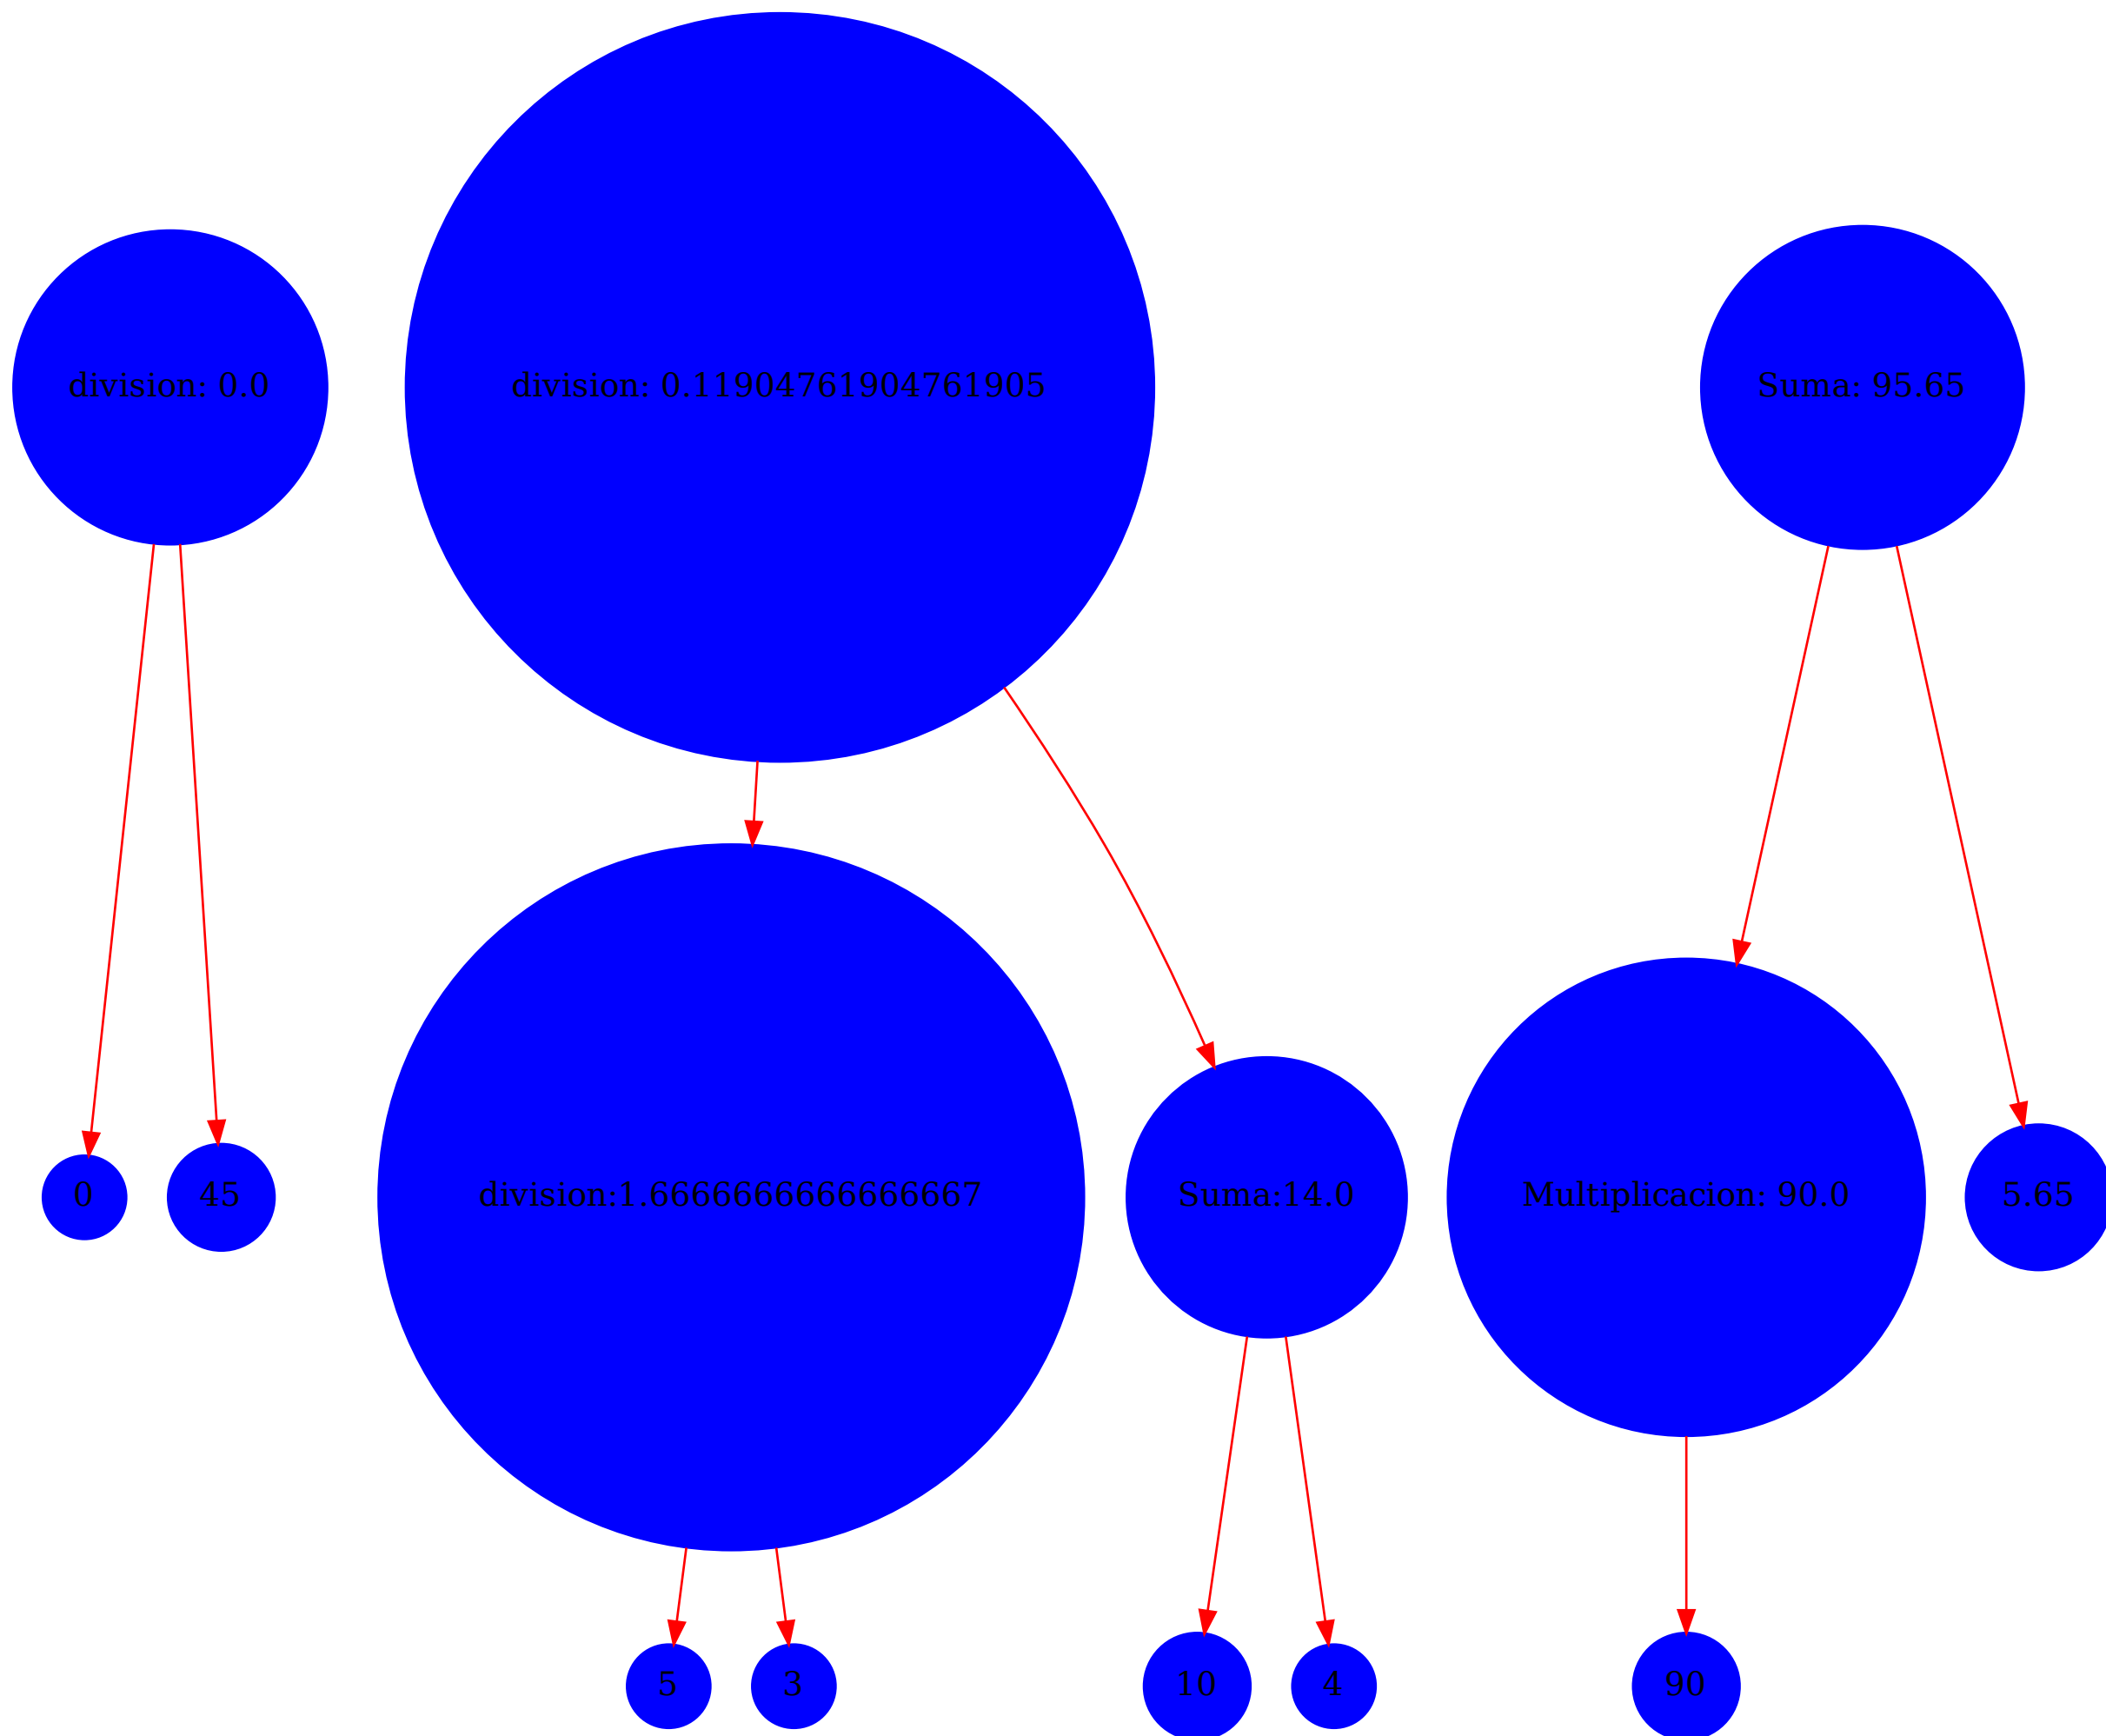 division: 0.0
division: 0.11904761904761905
Suma: 95.65
0
45
division:1.6666666666666667
Suma:14.0
Multiplicacion: 90.0
5.65
5
3
10
4
90